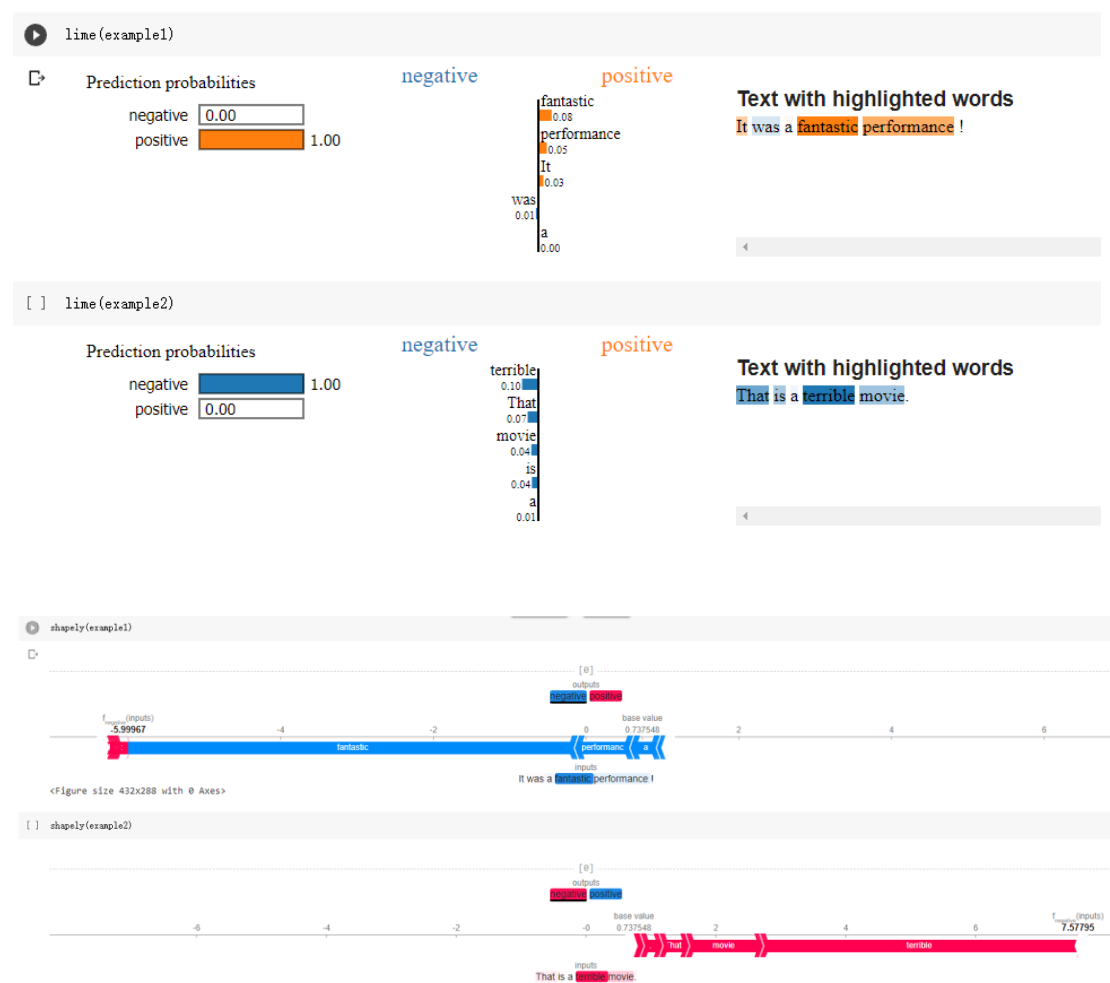 lime(example1)
Prediction probabilities
negative 0.00
positive 1.00
negative positive
fantastic
0.08
performance
0.05
It
0.03
was
0.01
a
0.00
Text with highlighted words
It was a fantastic performance !
[ ] lime(example2)
Prediction probabilities
negative 1.00
positive 0.00
negative positive
terrible
0.10
That
0.07
movie
0.04
is
0.04
a
0.01
Text with highlighted words
That is a terrible movie.
shapely(example1)
[0]
outputs
negative positive
f negative(inputs) base value
-5.99967 -4 -2 0 0.737548 2 4 6
fantastic performanc a
inputs
It was a fantastic performance !
<Figure size 432x288 with 0 Axes>
[ ] shapely(example2)
[0]
outputs
negative positive
base value f negative(inputs)
-6 -4 -2 -0 0.737548 2 4 6 7.57795
hat movie terrible
inputs
That is a terrible movie.